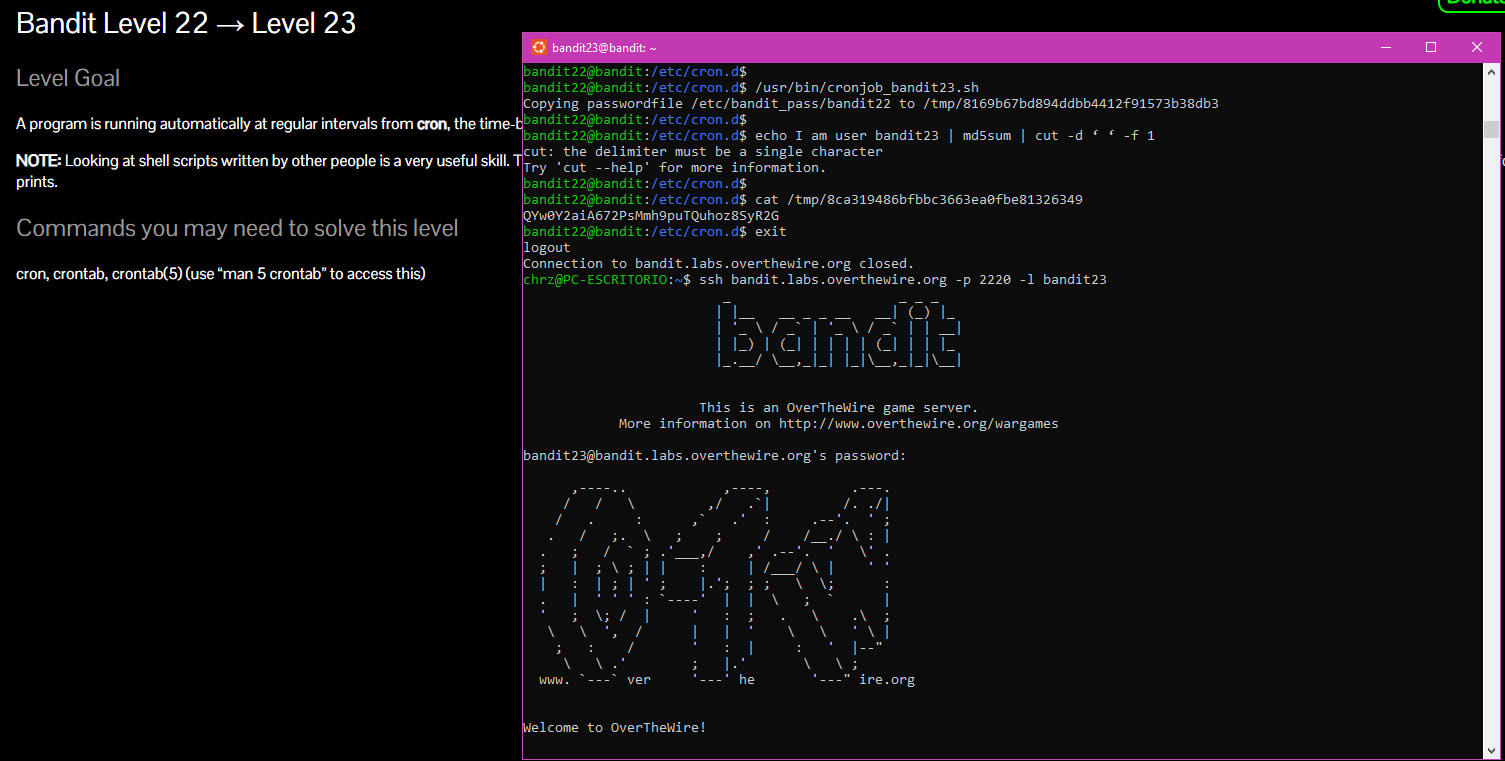 Donate
Bandit Level 22 → Level 23
Level Goal
A program is running automatically at regular intervals from cron, the time-b
NOTE: Looking at shell scripts written by other people is a very useful skill. T
prints.
Commands you may need to solve this level
cron, crontab, crontab(5) (use “man 5 crontab” to access this)
bandit23@bandit: ~
bandit22@bandit:/etc/cron.d$
bandit22@bandit:/etc/cron.d$ /usr/bin/cronjob_bandit23.sh
Copying passwordfile /etc/bandit_pass/bandit22 to /tmp/8169b67bd894ddbb4412f91573b38db3
bandit22@bandit:/etc/cron.d$
bandit22@bandit:/etc/cron.d$ echo I am user bandit23 | md5sum | cut -d ‘ ‘ -f 1
cut: the delimiter must be a single character
Try 'cut --help' for more information.
bandit22@bandit:/etc/cron.d$
bandit22@bandit:/etc/cron.d$ cat /tmp/8ca319486bfbbc3663ea0fbe81326349
QYw0Y2aiA672PsMmh9puTQuhoz8SyR2G
bandit22@bandit:/etc/cron.d$ exit
logout
Connection to bandit.labs.overthewire.org closed.
chrz@PC-ESCRITORIO:~$ ssh bandit.labs.overthewire.org -p 2220 -l bandit23
bandit
This is an OverTheWire game server.
More information on http://www.overthewire.org/wargames
bandit23@bandit.labs.overthewire.org's password:
www. ver he ire.org
Welcome to OverTheWire!